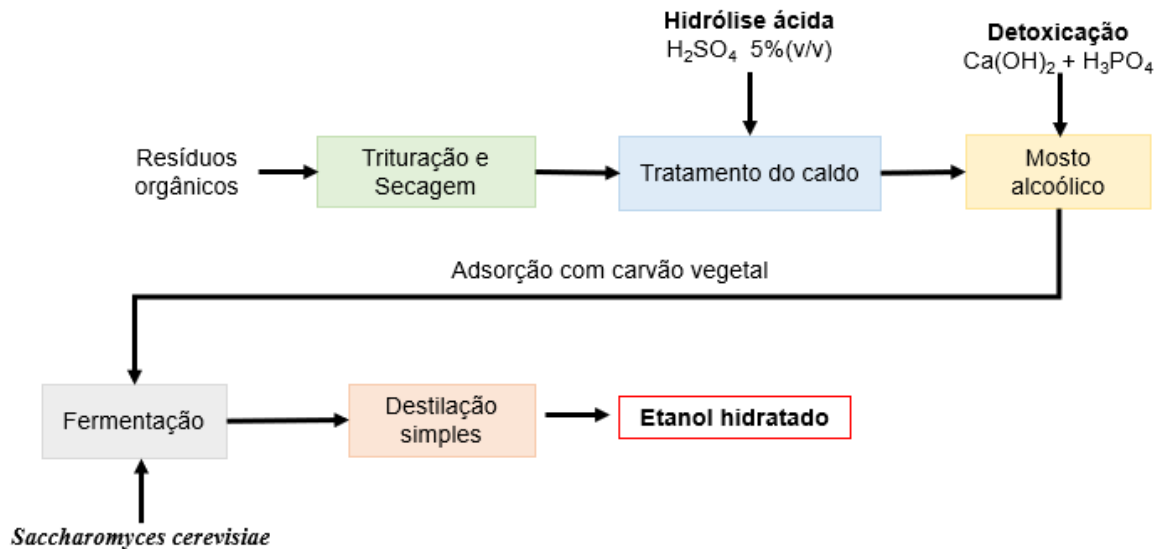 Hidrólise ácida
H₂SO₄ 5%(v/v)
Detoxicação
Ca(OH)₂ + H₃PO₄
Resíduos
orgânicos
Trituração e
Secagem
Tratamento do caldo
Mosto
alcoólico
Adsorção com carvão vegetal
Fermentação
Destilação
simples
Etanol hidratado
Saccharomyces cerevisiae